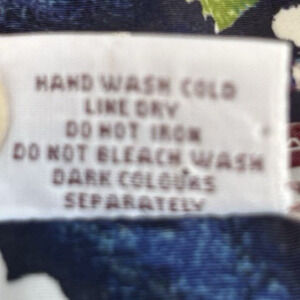 HAND WASH COLD
LINE DRY
DO NOT IRON
DO NOT BLEACH WASH
DARK COLOURS
SEPARATELY